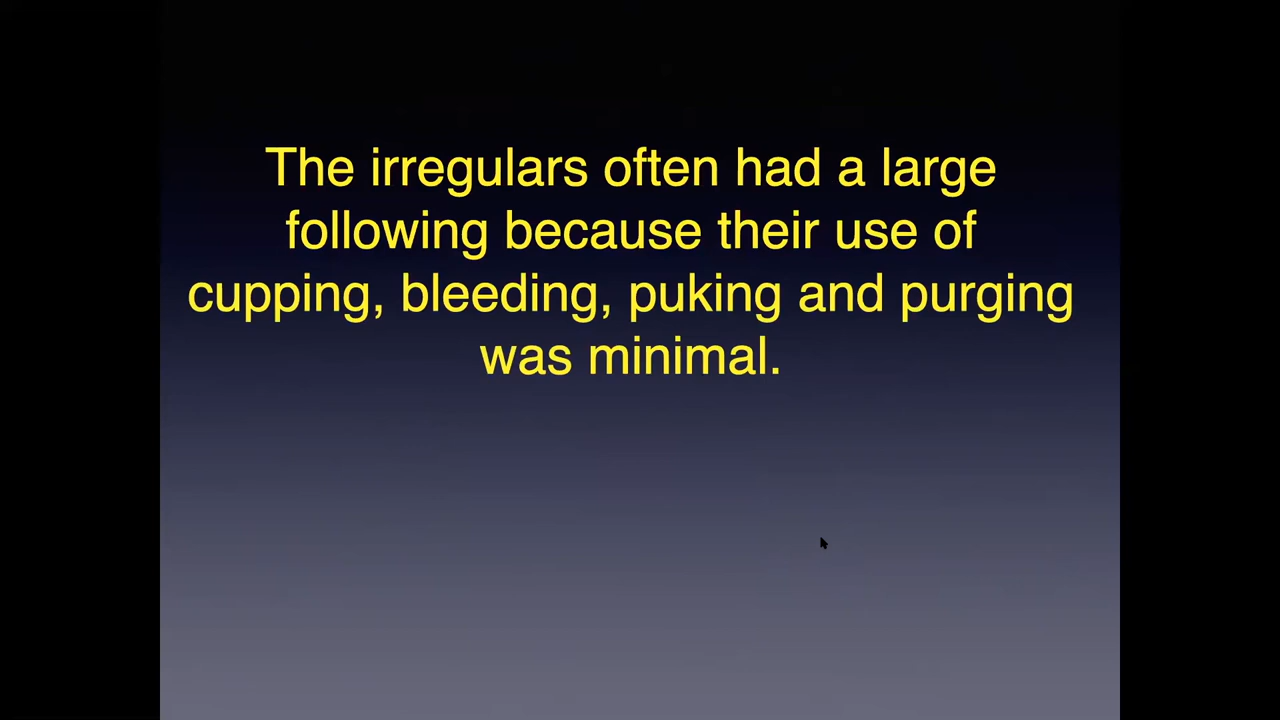 The irregulars often had a large
following because their use of
cupping, bleeding, puking and purging
was minimal.